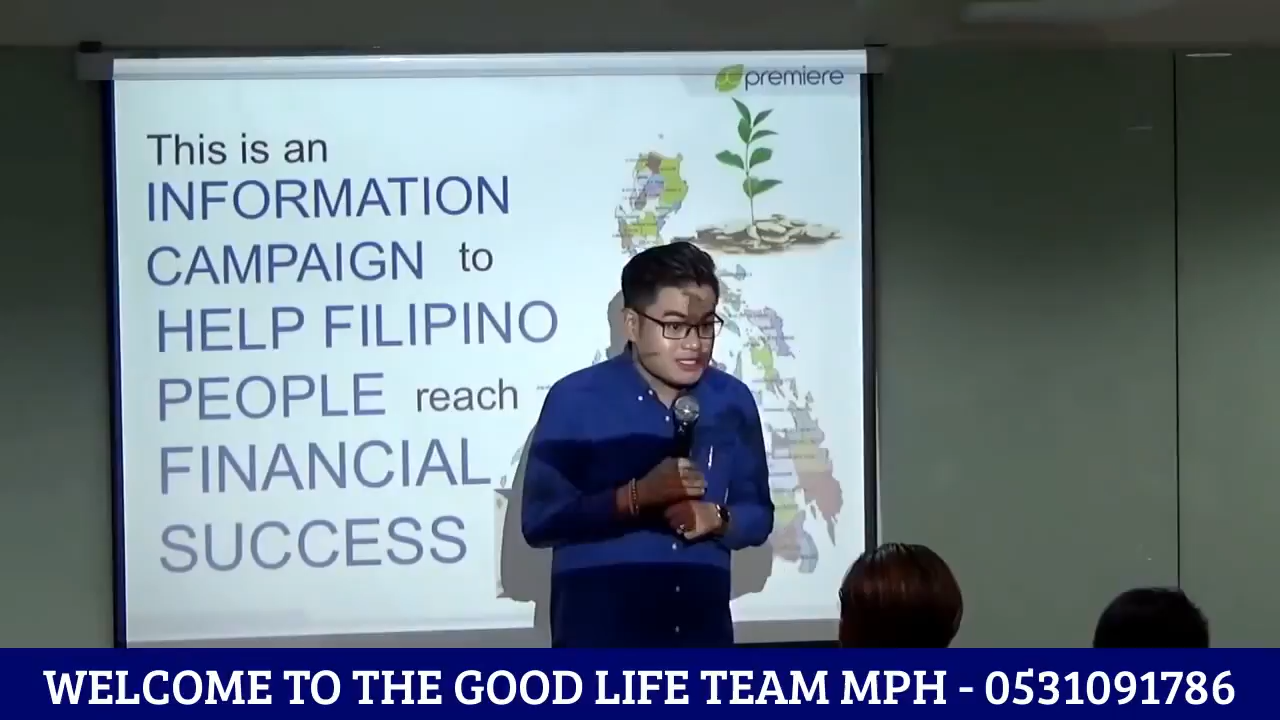 premiere
This is an
INFORMATION
CAMPAIGN to
HELP FILIPINO
PEOPLE reach
FINANCIAL
SUCCESS
WELCOME TO THE GOOD LIFE TEAM MPH - 0531091786